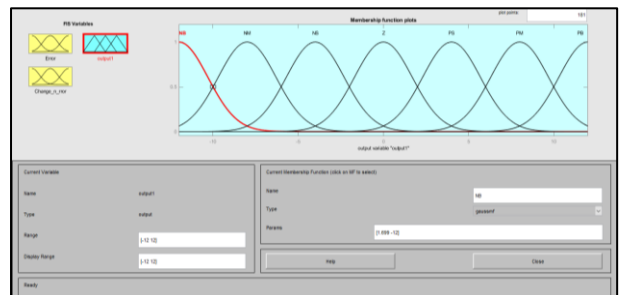 FIS Variables
Membership function plots
plot points: 181
Error
output1
Change_o_rror
NB NM NS Z PS PM PB
1
0.5
0
-10 -5 0 5 10
output variable "output1"
Current Variable
Name output1
Type output
Range [-12 12]
Display Range [-12 12]
Current Membership Function (click on MF to select)
Name NB
Type gaussmf
Params [1.699 -12]
Help Close
Ready